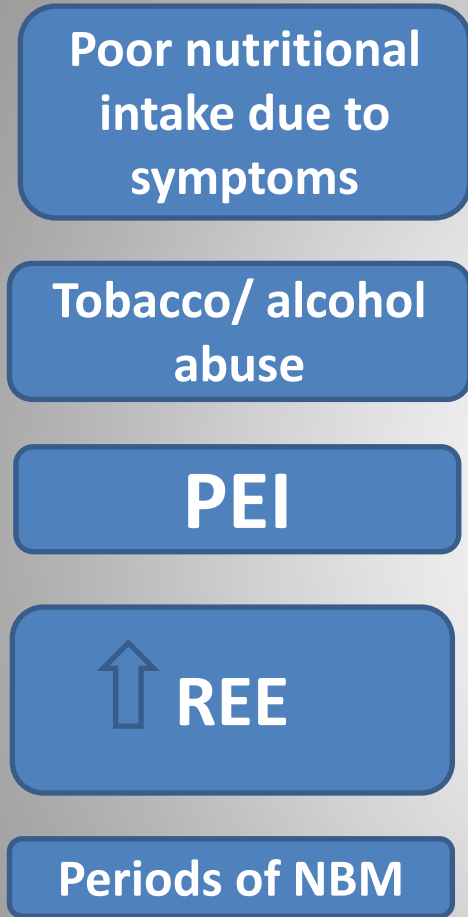 Poor nutritional
intake due to
symptoms
Tobacco/ alcohol
abuse
PEI
REE
Periods of NBM